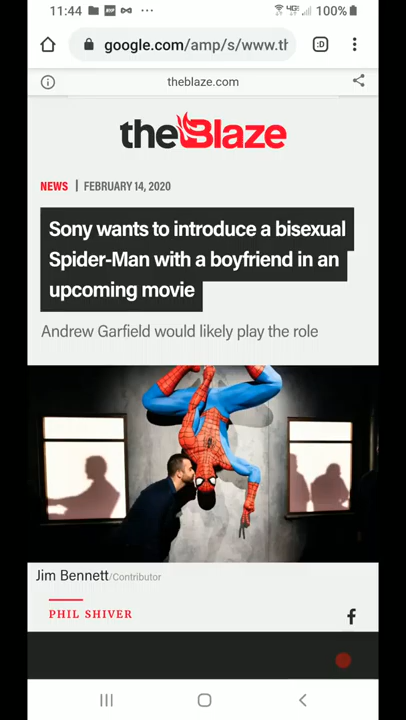 11:44
100%
google.com/amp/s/www.th
:D
theblaze.com
theBlaze
NEWS | FEBRUARY 14, 2020
Sony wants to introduce a bisexual
Spider-Man with a boyfriend in an
upcoming movie
Andrew Garfield would likely play the role
Jim Bennett/Contributor
PHIL SHIVER